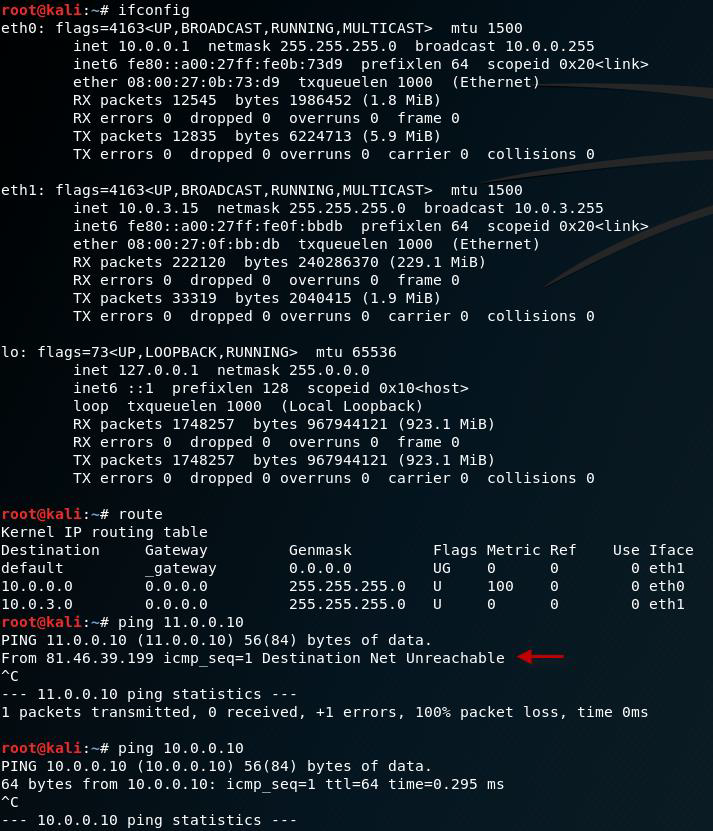 root@kali:~# ifconfig
eth0: flags=4163<UP,BROADCAST,RUNNING,MULTICAST>  mtu 1500
        inet 10.0.0.1  netmask 255.255.255.0  broadcast 10.0.0.255
        inet6 fe80::a00:27ff:fe0b:73d9  prefixlen 64  scopeid 0x20<link>
        ether 08:00:27:0b:73:d9  txqueuelen 1000  (Ethernet)
        RX packets 12545  bytes 1986452 (1.8 MiB)
        RX errors 0  dropped 0  overruns 0  frame 0
        TX packets 12835  bytes 6224713 (5.9 MiB)
        TX errors 0  dropped 0 overruns 0  carrier 0  collisions 0

eth1: flags=4163<UP,BROADCAST,RUNNING,MULTICAST>  mtu 1500
        inet 10.0.3.15  netmask 255.255.255.0  broadcast 10.0.3.255
        inet6 fe80::a00:27ff:fe0f:bbdb  prefixlen 64  scopeid 0x20<link>
        ether 08:00:27:0f:bb:db  txqueuelen 1000  (Ethernet)
        RX packets 222120  bytes 240286370 (229.1 MiB)
        RX errors 0  dropped 0  overruns 0  frame 0
        TX packets 33319  bytes 2040415 (1.9 MiB)
        TX errors 0  dropped 0 overruns 0  carrier 0  collisions 0

lo: flags=73<UP,LOOPBACK,RUNNING>  mtu 65536
        inet 127.0.0.1  netmask 255.0.0.0
        inet6 ::1  prefixlen 128  scopeid 0x10<host>
        loop  txqueuelen 1000  (Local Loopback)
        RX packets 1748257  bytes 967944121 (923.1 MiB)
        RX errors 0  dropped 0  overruns 0  frame 0
        TX packets 1748257  bytes 967944121 (923.1 MiB)
        TX errors 0  dropped 0 overruns 0  carrier 0  collisions 0

root@kali:~# route
Kernel IP routing table
Destination     Gateway         Genmask         Flags Metric Ref    Use Iface
default         _gateway        0.0.0.0         UG    0      0        0 eth1
10.0.0.0        0.0.0.0         255.255.255.0   U     100    0        0 eth0
10.0.3.0        0.0.0.0         255.255.255.0   U     0      0        0 eth1
root@kali:~# ping 11.0.0.10
PING 11.0.0.10 (11.0.0.10) 56(84) bytes of data.
From 81.46.39.199 icmp_seq=1 Destination Net Unreachable
^C
--- 11.0.0.10 ping statistics ---
1 packets transmitted, 0 received, +1 errors, 100% packet loss, time 0ms

root@kali:~# ping 10.0.0.10
PING 10.0.0.10 (10.0.0.10) 56(84) bytes of data.
64 bytes from 10.0.0.10: icmp_seq=1 ttl=64 time=0.295 ms
^C
--- 10.0.0.10 ping statistics ---